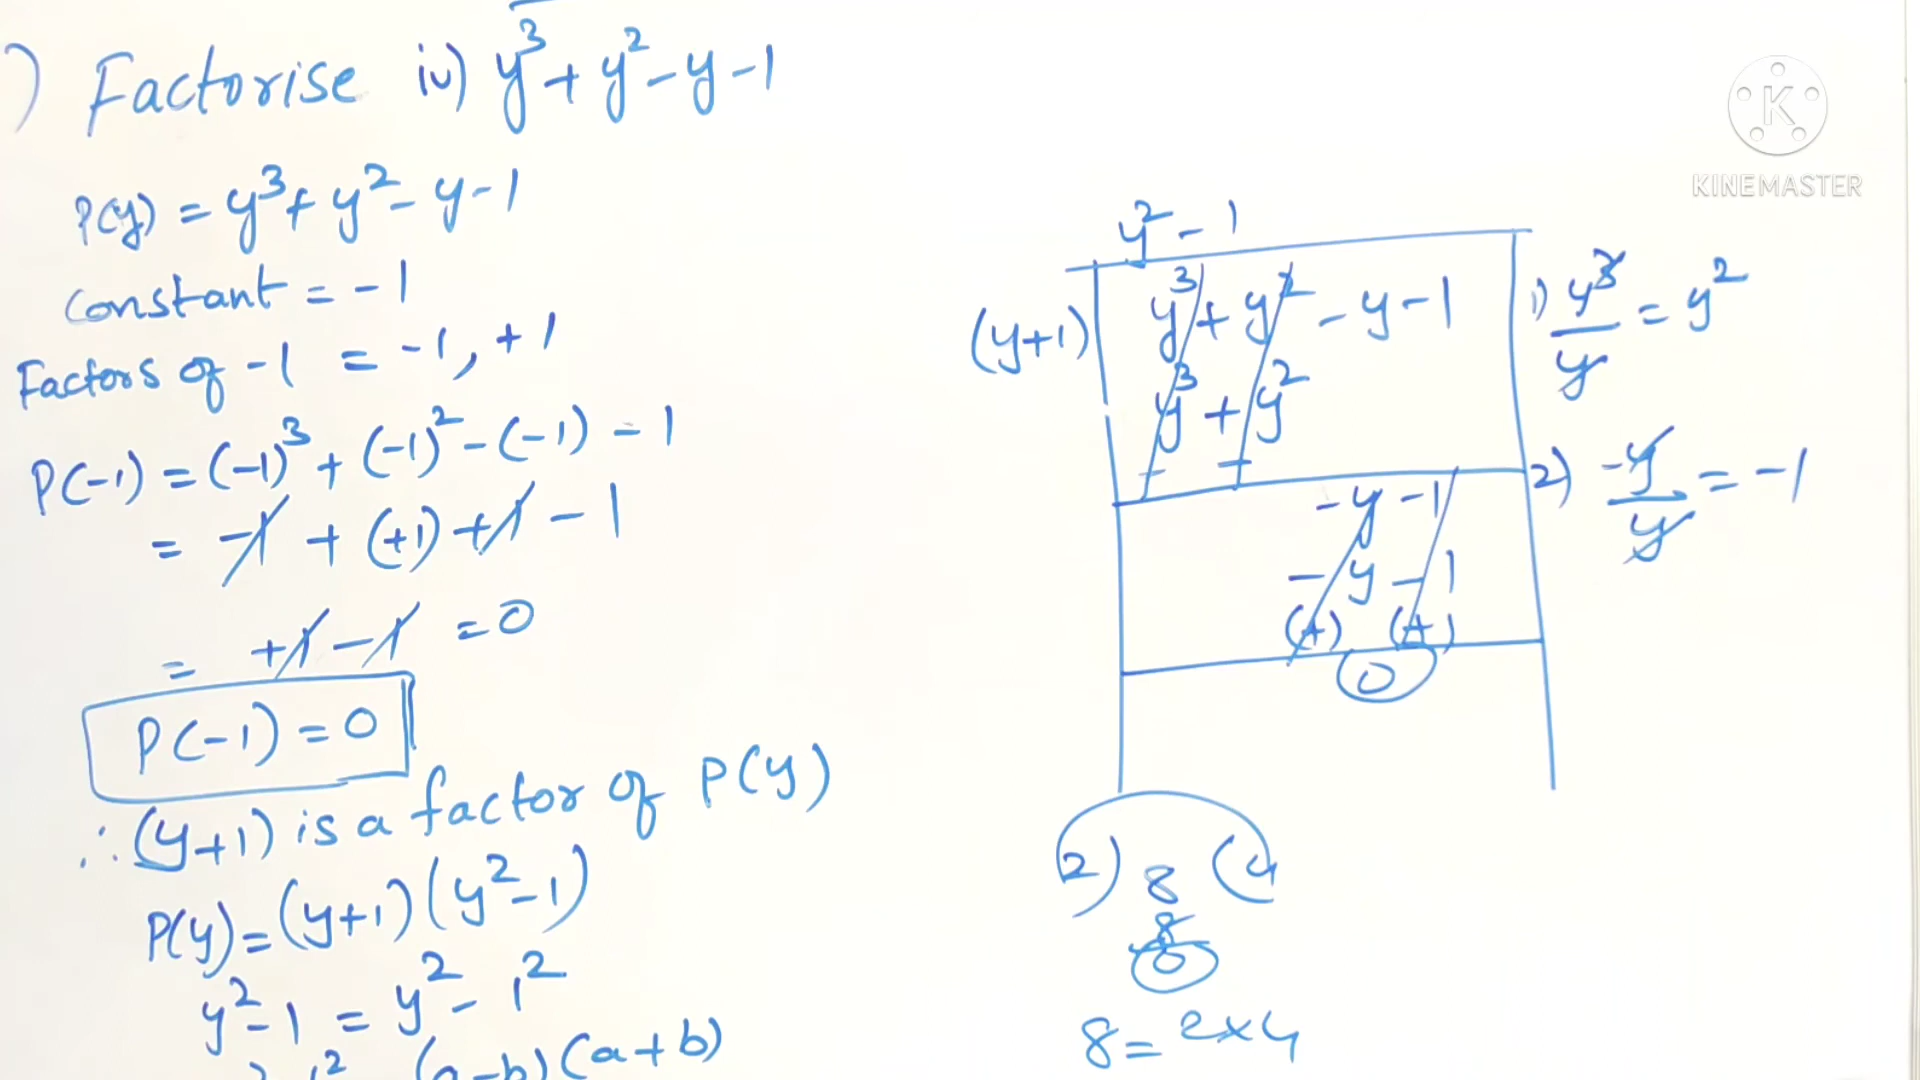 ) Factorise iv) y³ + y² - y - 1
P(y) = y³ + y² - y - 1
Constant = -1
Factors of -1 = -1, +1
P(-1) = (-1)³ + (-1)² - (-1) - 1
= -1 + (+1) + 1 - 1
= +1 - 1 = 0
P(-1) = 0
∴ (y+1) is a factor of P(y)
P(y) = (y+1)(y²-1)
y² - 1 = y² - 1²
(a-b)(a+b)
KINEMASTER
y² - 1
(y+1) y³ + y² - y - 1
y³ + y²
- -
-y - 1
-y - 1
(+) (+)
0
1) y³/y = y²
2) -y/y = -1
2) 8 (4
8
0
8 = 2×4